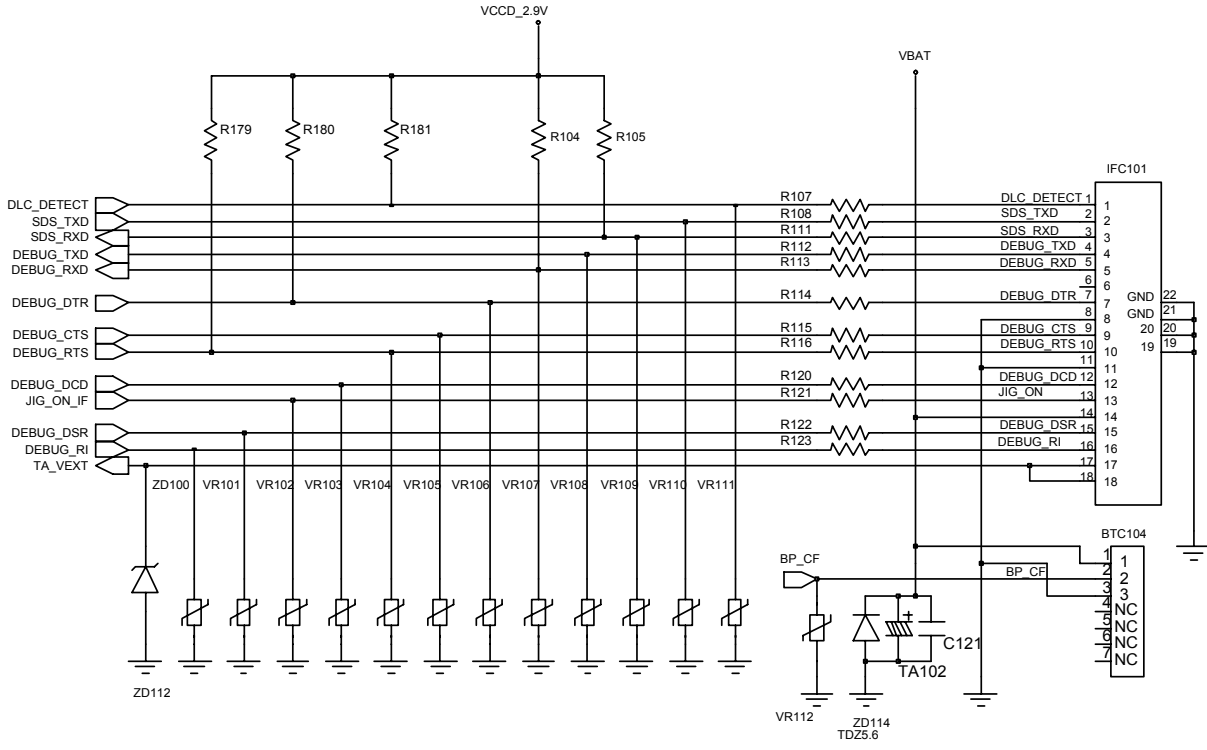 VCCD_2.9V
VBAT
R179
R180
R181
R104
R105
IFC101
DLC_DETECT
R107
DLC_DETECT
1
1
SDS_TXD
R108
SDS_TXD
2
2
SDS_RXD
R111
SDS_RXD
3
3
DEBUG_TXD
R112
DEBUG_TXD
4
4
DEBUG_RXD
R113
DEBUG_RXD
5
5
6
6
DEBUG_DTR
R114
DEBUG_DTR
7
7
GND
22
8
8
GND
21
DEBUG_CTS
R115
DEBUG_CTS
9
9
20
20
DEBUG_RTS
R116
DEBUG_RTS
10
10
19
19
11
11
DEBUG_DCD
R120
DEBUG_DCD
12
12
JIG_ON_IF
R121
JIG_ON
13
13
14
14
DEBUG_DSR
R122
DEBUG_DSR
15
15
DEBUG_RI
R123
DEBUG_RI
16
16
TA_VEXT
17
17
18
18
ZD100
VR101
VR102
VR103
VR104
VR105
VR106
VR107
VR108
VR109
VR110
VR111
BTC104
BP_CF
BP_CF
1
1
2
2
3
3
4
NC
5
NC
6
NC
7
NC
+
C121
TA102
ZD112
VR112
ZD114
TDZ5.6